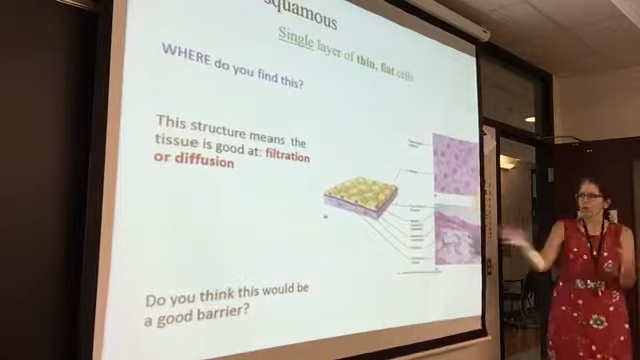 squamous
Single layer of thin, flat cells
WHERE do you find this?
This structure means the
tissue is good at: filtration
or diffusion
Do you think this would be
a good barrier?